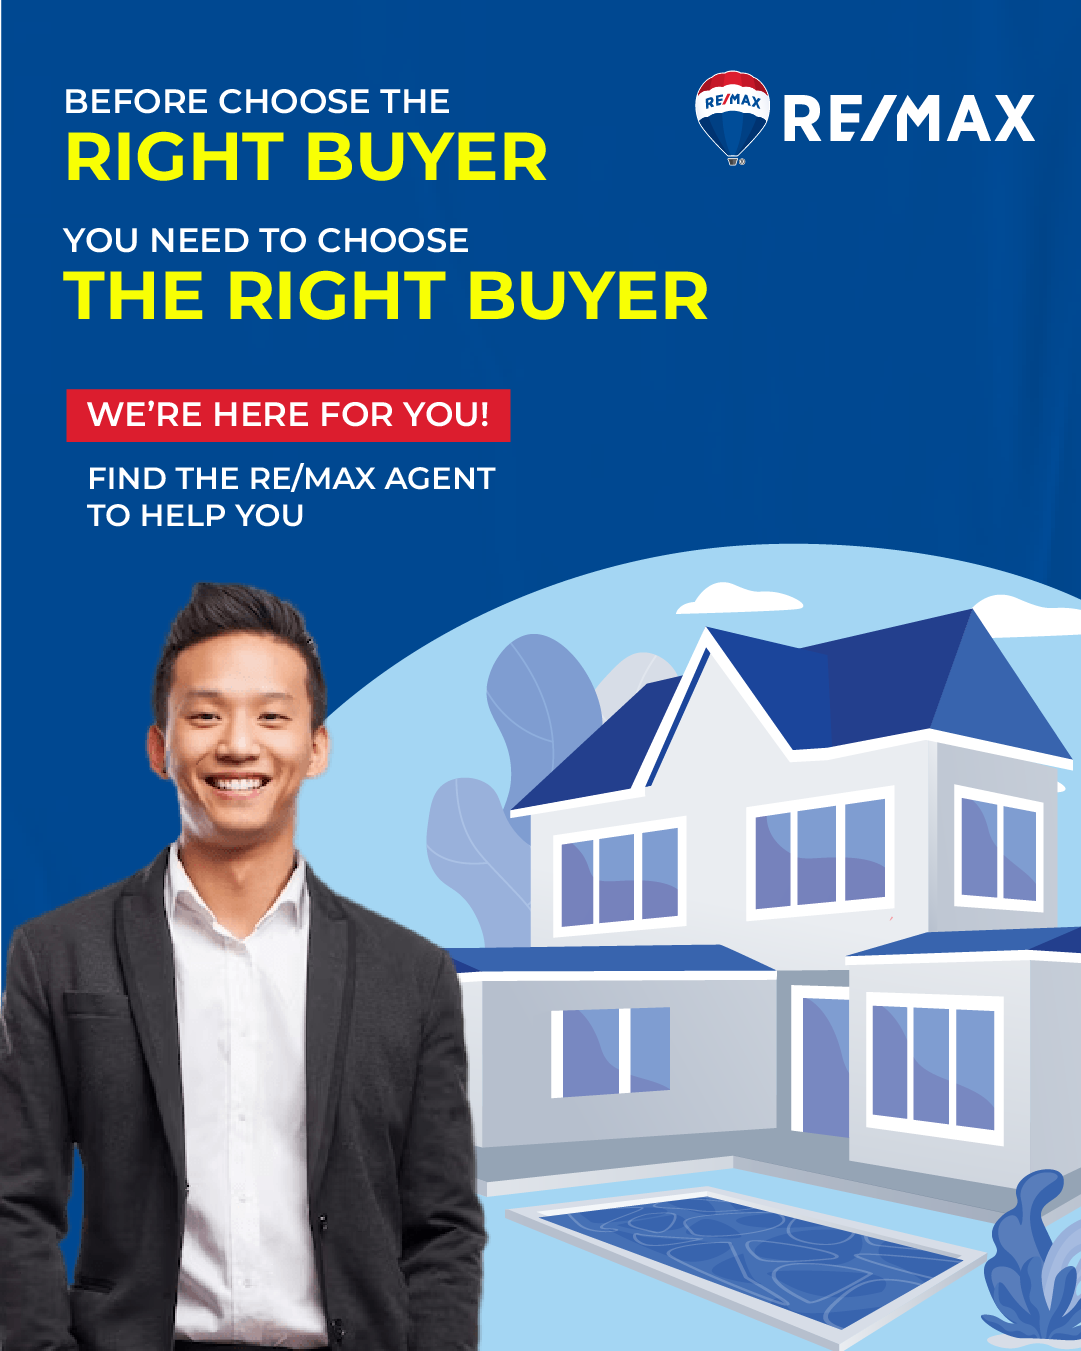 BEFORE CHOOSE THE
RIGHT BUYER
YOU NEED TO CHOOSE
THE RIGHT BUYER
WE'RE HERE FOR YOU!
FIND THE RE/MAX AGENT
TO HELP YOU
RE/MAX
RE/MAX